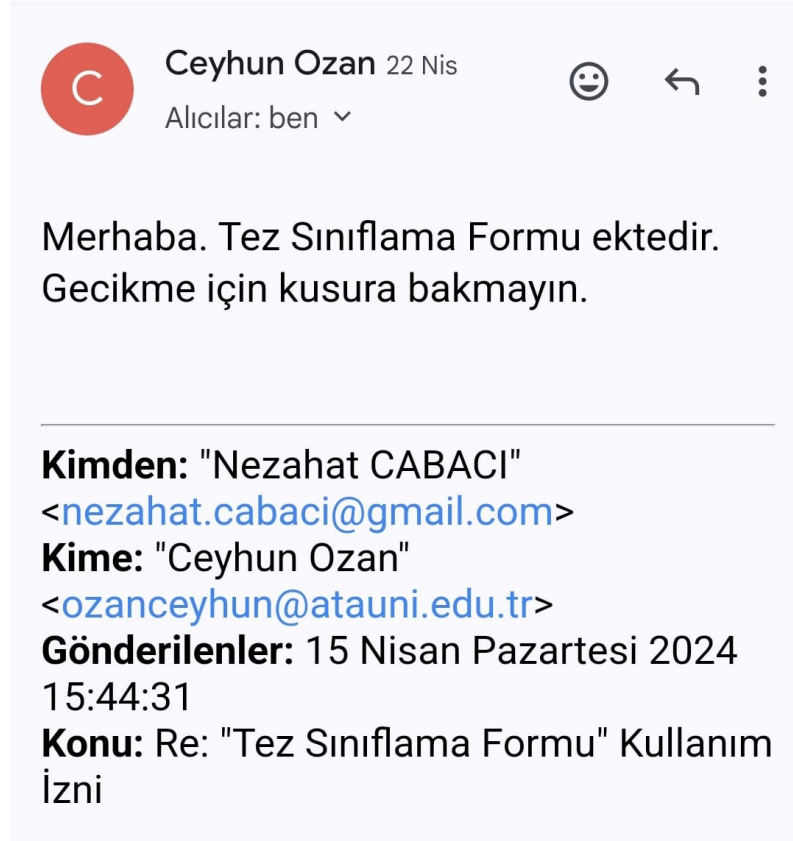 C
Ceyhun Ozan 22 Nis
Alıcılar: ben
Merhaba. Tez Sınıflama Formu ektedir.
Gecikme için kusura bakmayın.
Kimden: "Nezahat CABACI"
<nezahat.cabaci@gmail.com>
Kime: "Ceyhun Ozan"
<ozanceyhun@atauni.edu.tr>
Gönderilenler: 15 Nisan Pazartesi 2024
15:44:31
Konu: Re: "Tez Sınıflama Formu" Kullanım
İzni